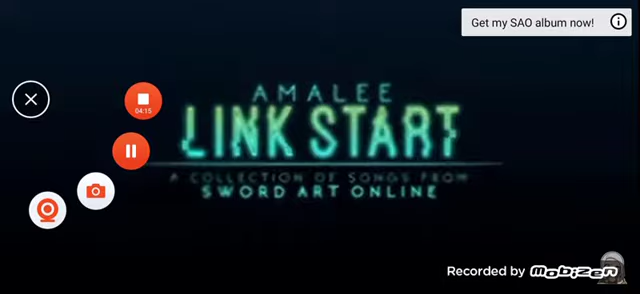 Get my SAO album now!
AMALEE
LINK START
A COLLECTION OF SONGS FROM
SWORD ART ONLINE
04:15
Recorded by MOBIZEN